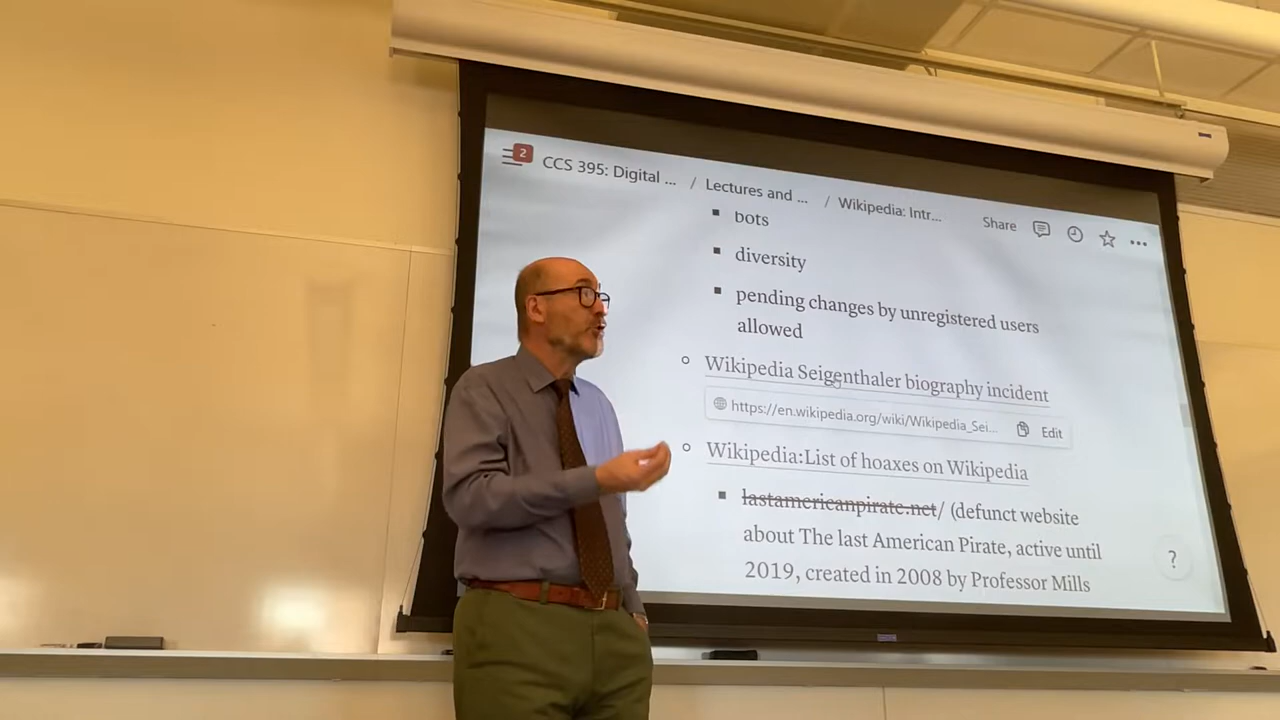 2
CCS 395: Digital ... / Lectures and ... / Wikipedia: Intr... Share
bots
diversity
pending changes by unregistered users
allowed
Wikipedia Seigenthaler biography incident
https://en.wikipedia.org/wiki/Wikipedia_Sei... Edit
Wikipedia:List of hoaxes on Wikipedia
lastamericanpirate.net/ (defunct website
about The last American Pirate, active until
2019, created in 2008 by Professor Mills
?